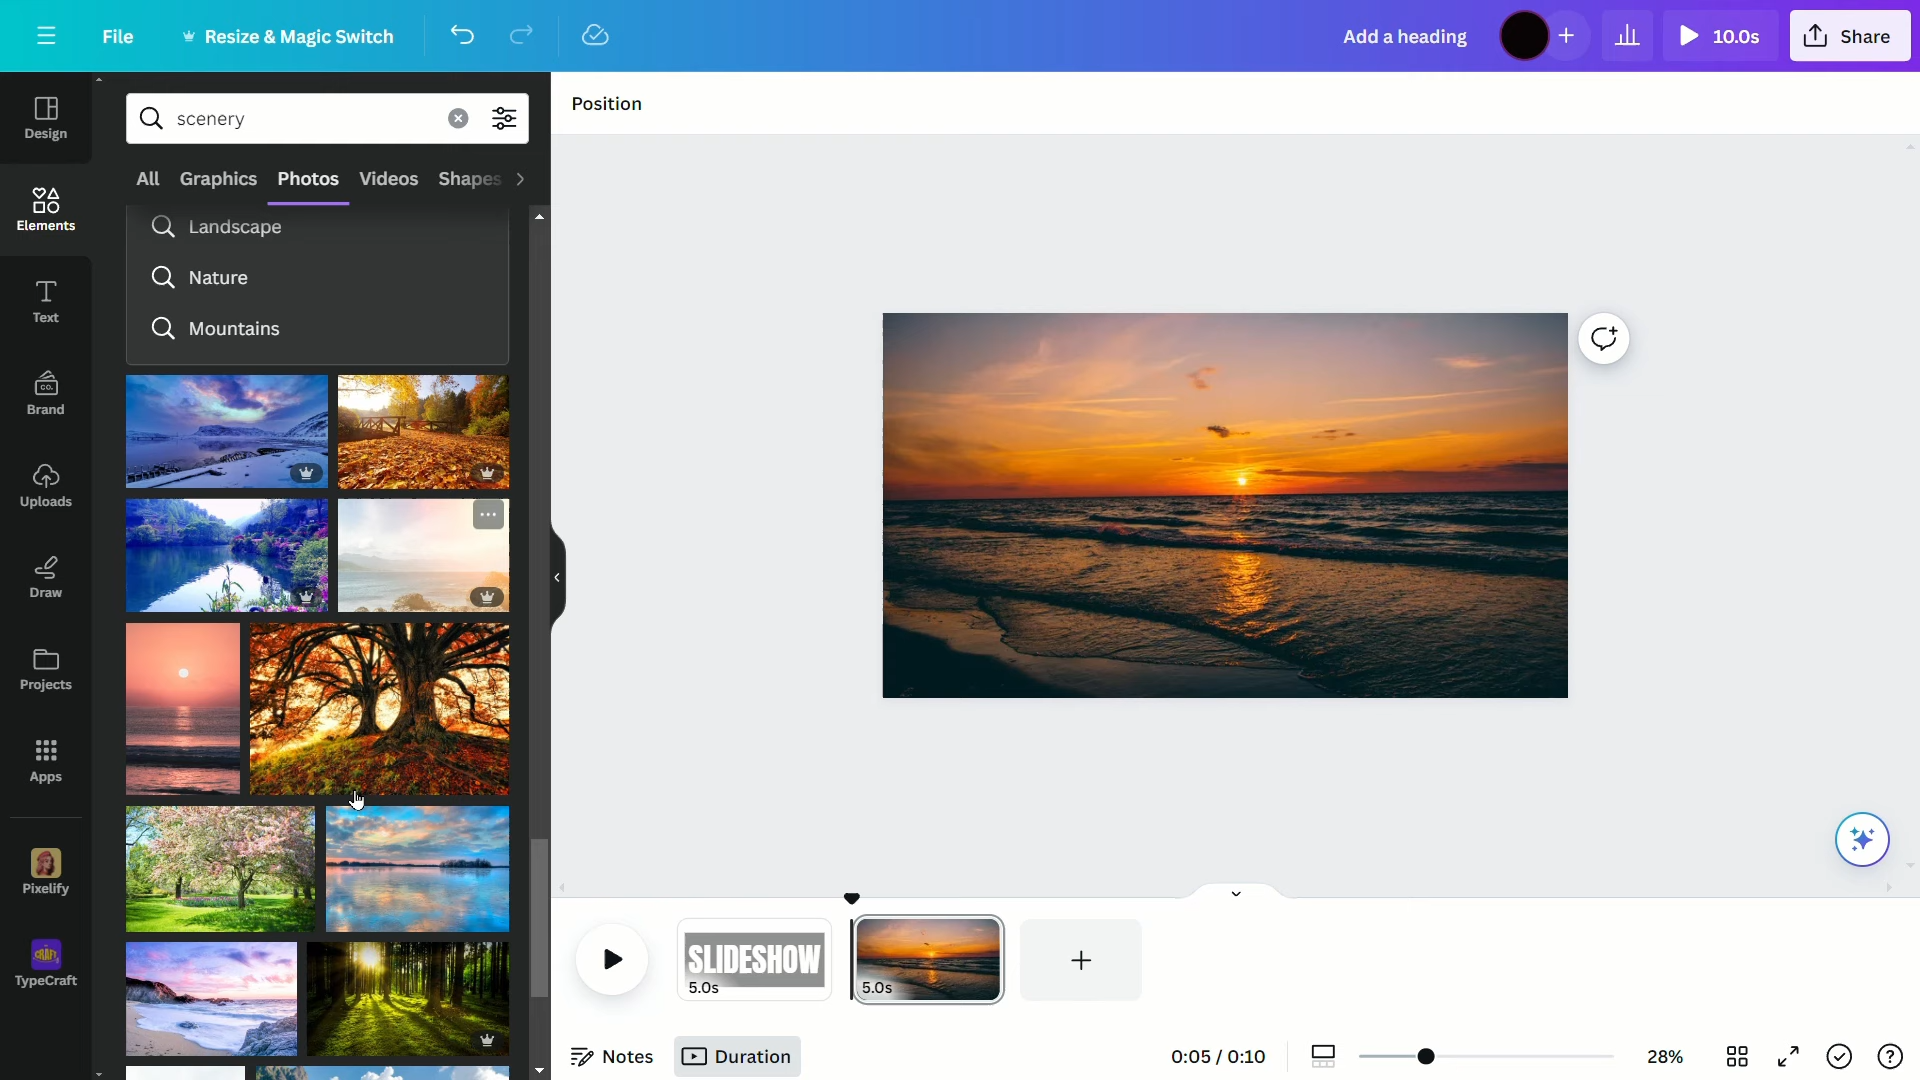 File
Resize & Magic Switch
Add a heading
10.0s
Share
Design
Elements
Text
Brand
CO.
Uploads
Draw
Projects
Apps
Pixelify
CRAFT
TypeCraft
scenery
All
Graphics
Photos
Videos
Shapes
Landscape
Nature
Mountains
Position
SLIDESHOW
5.0s
5.0s
Notes
Duration
0:05 / 0:10
28%